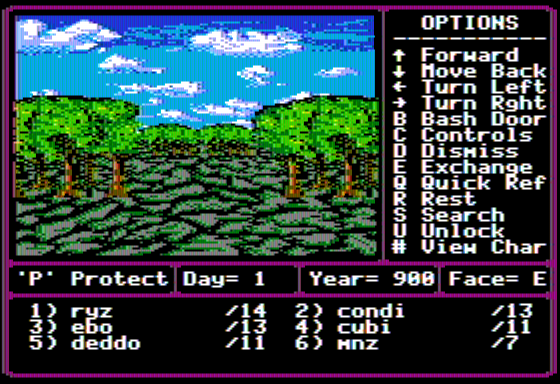 OPTIONS
------------
↑ Forward
↓ Move Back
← Turn Left
→ Turn Rght
B Bash Door
C Controls
D Dismiss
E Exchange
Q Quick Ref
R Rest
S Search
U Unlock
# View Char
'P' Protect Day= 1 Year= 900 Face= E
1) ryz /14 2) condi /13
3) ebo /13 4) cubi /11
5) deddo /11 6) mnz /7